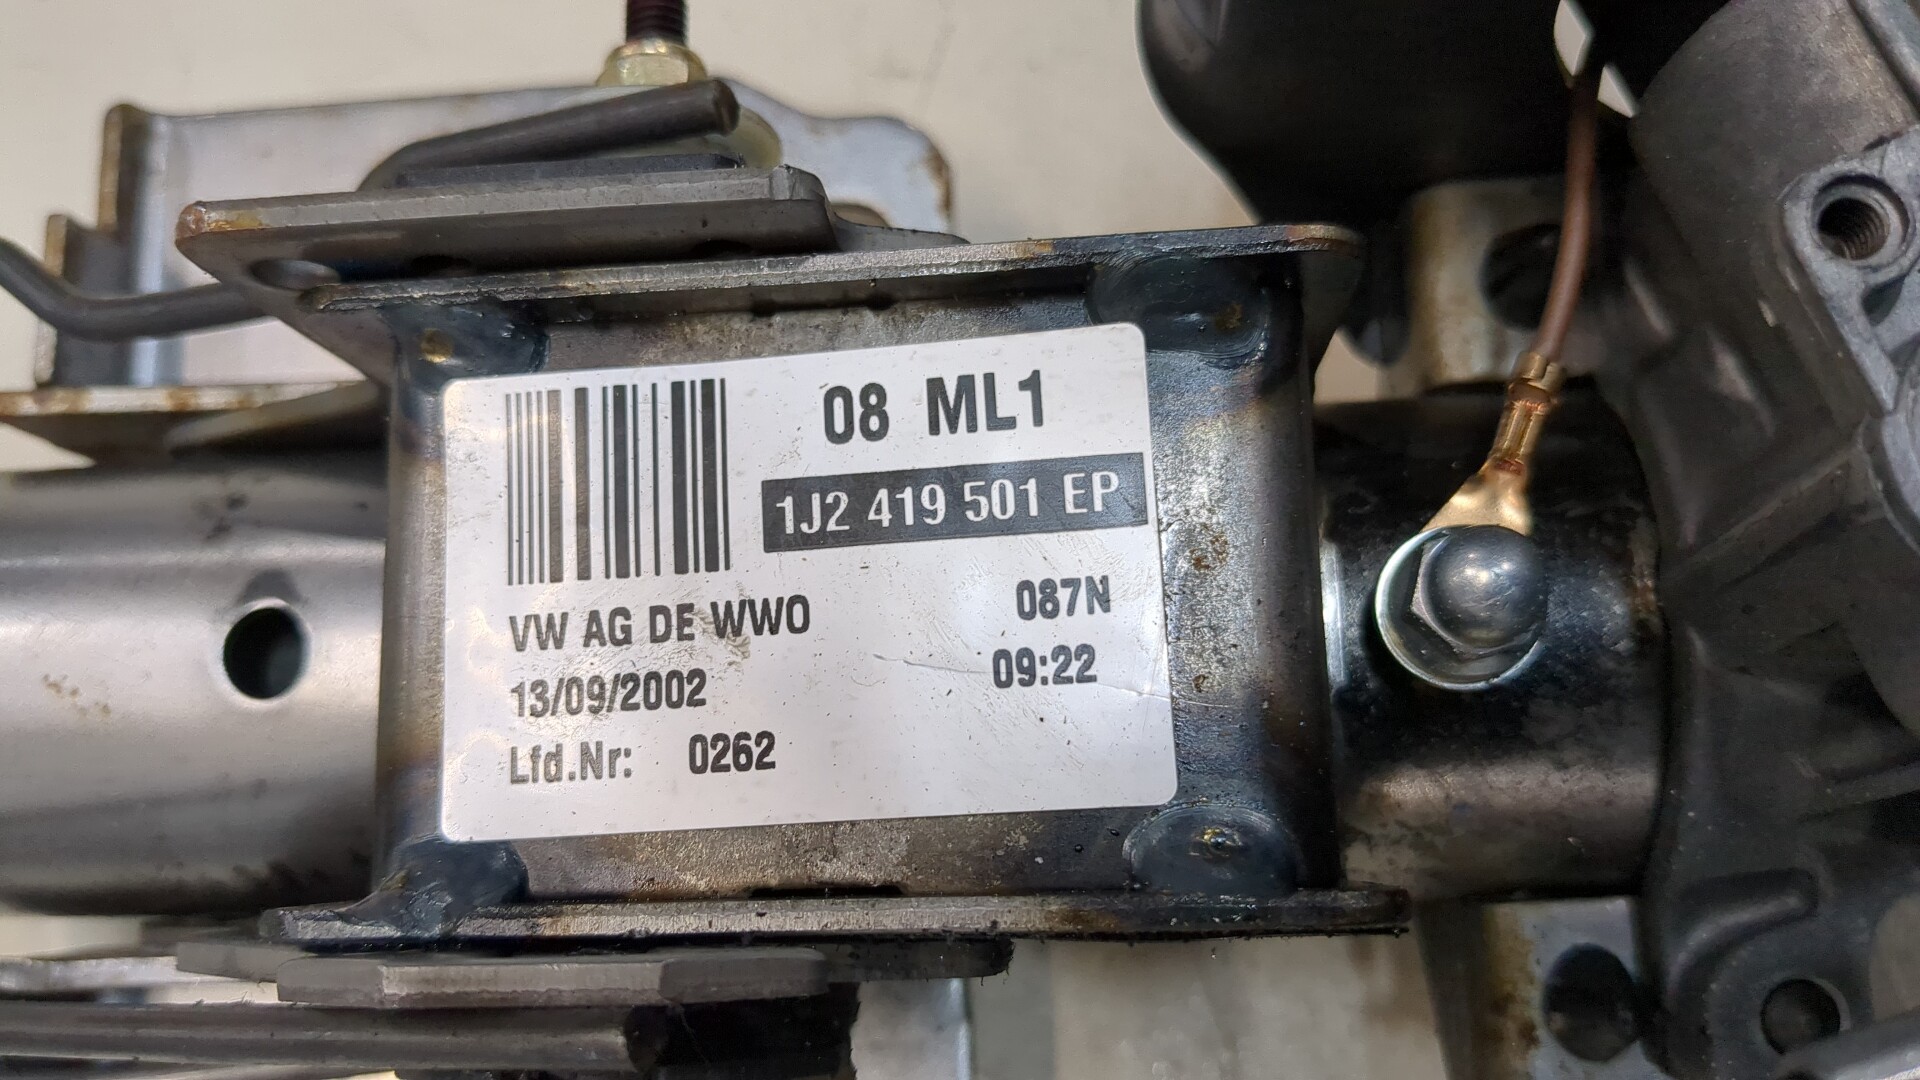 08 ML1
1J2 419 501 EP
VW AG DE WWO 087N
13/09/2002 09:22
Lfd.Nr: 0262